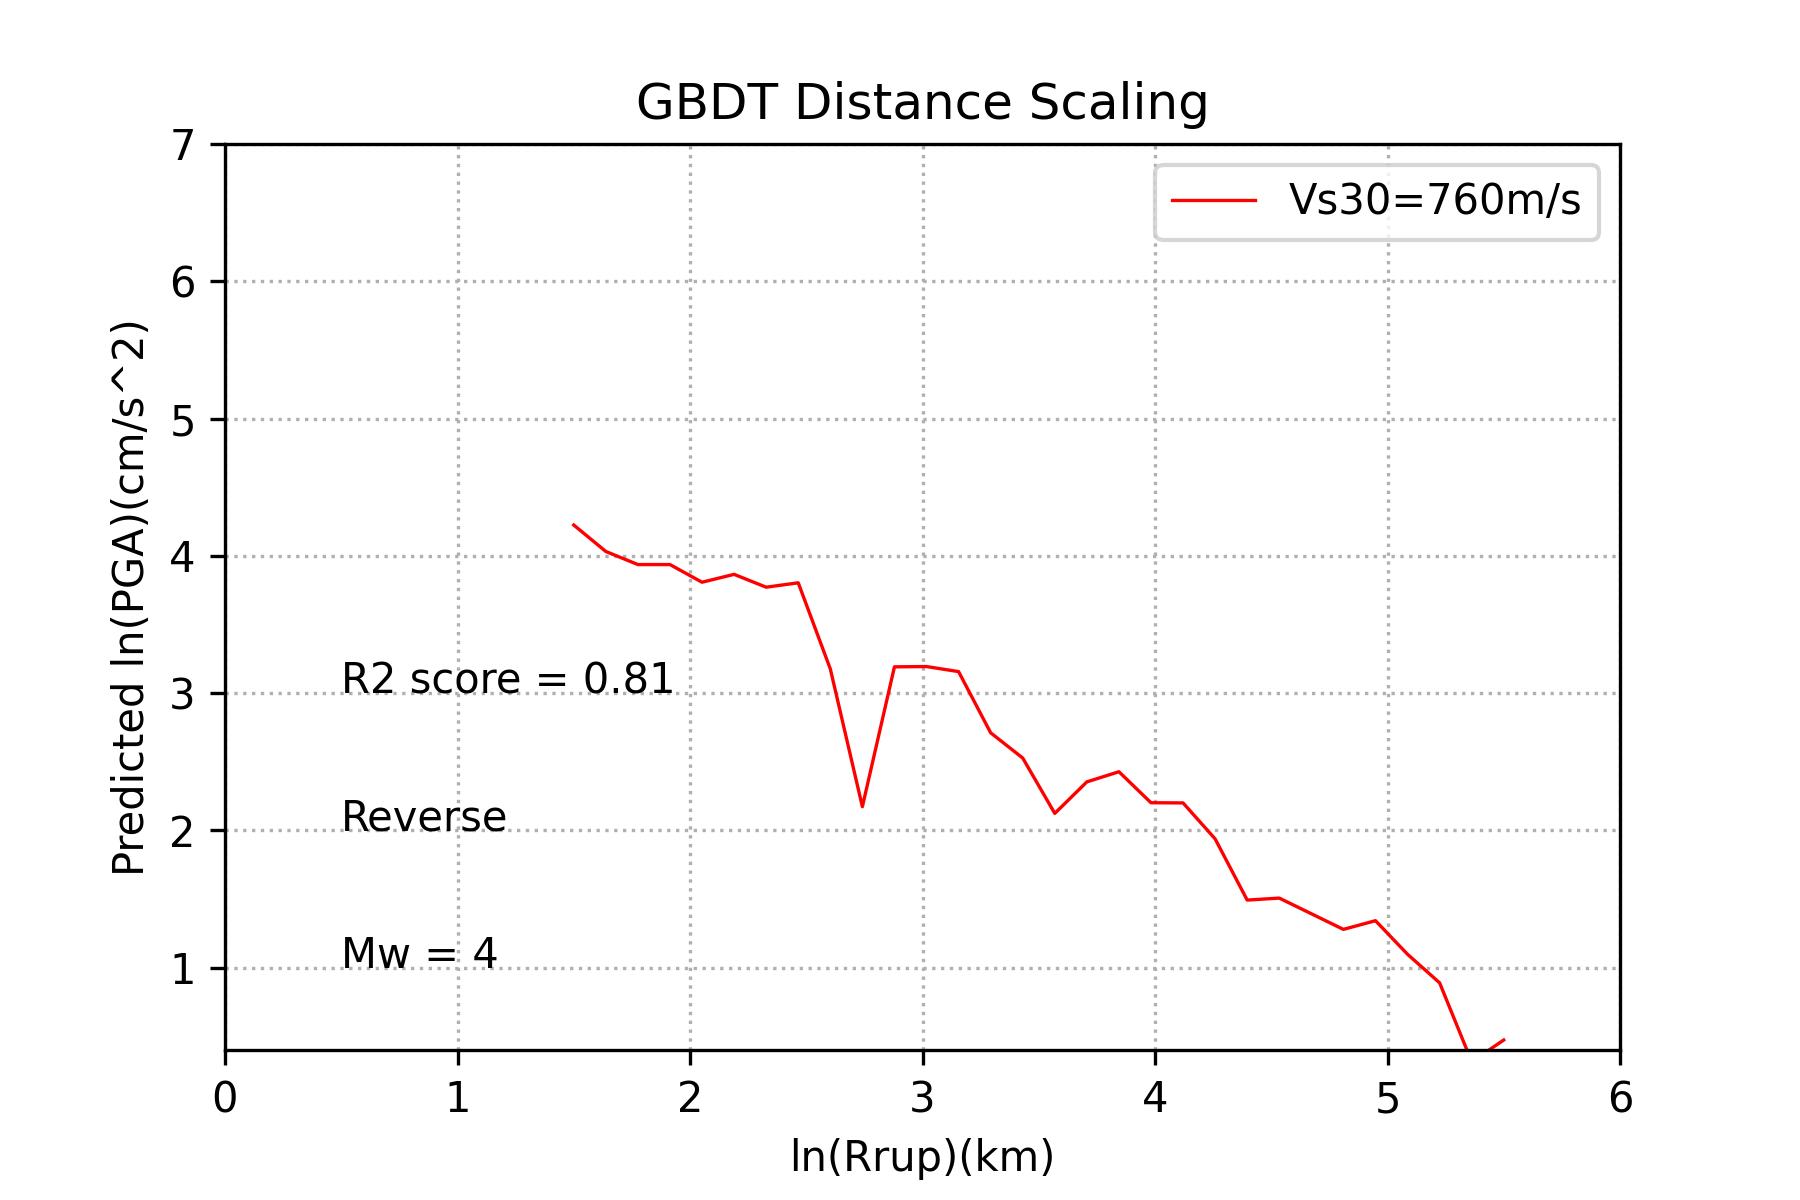 GBDT Distance Scaling
7
6
5
4
3
2
1
Predicted ln(PGA)(cm/s^2)
Vs30=760m/s
R2 score = 0.81
Reverse
Mw = 4
0 1 2 3 4 5 6
ln(Rrup)(km)